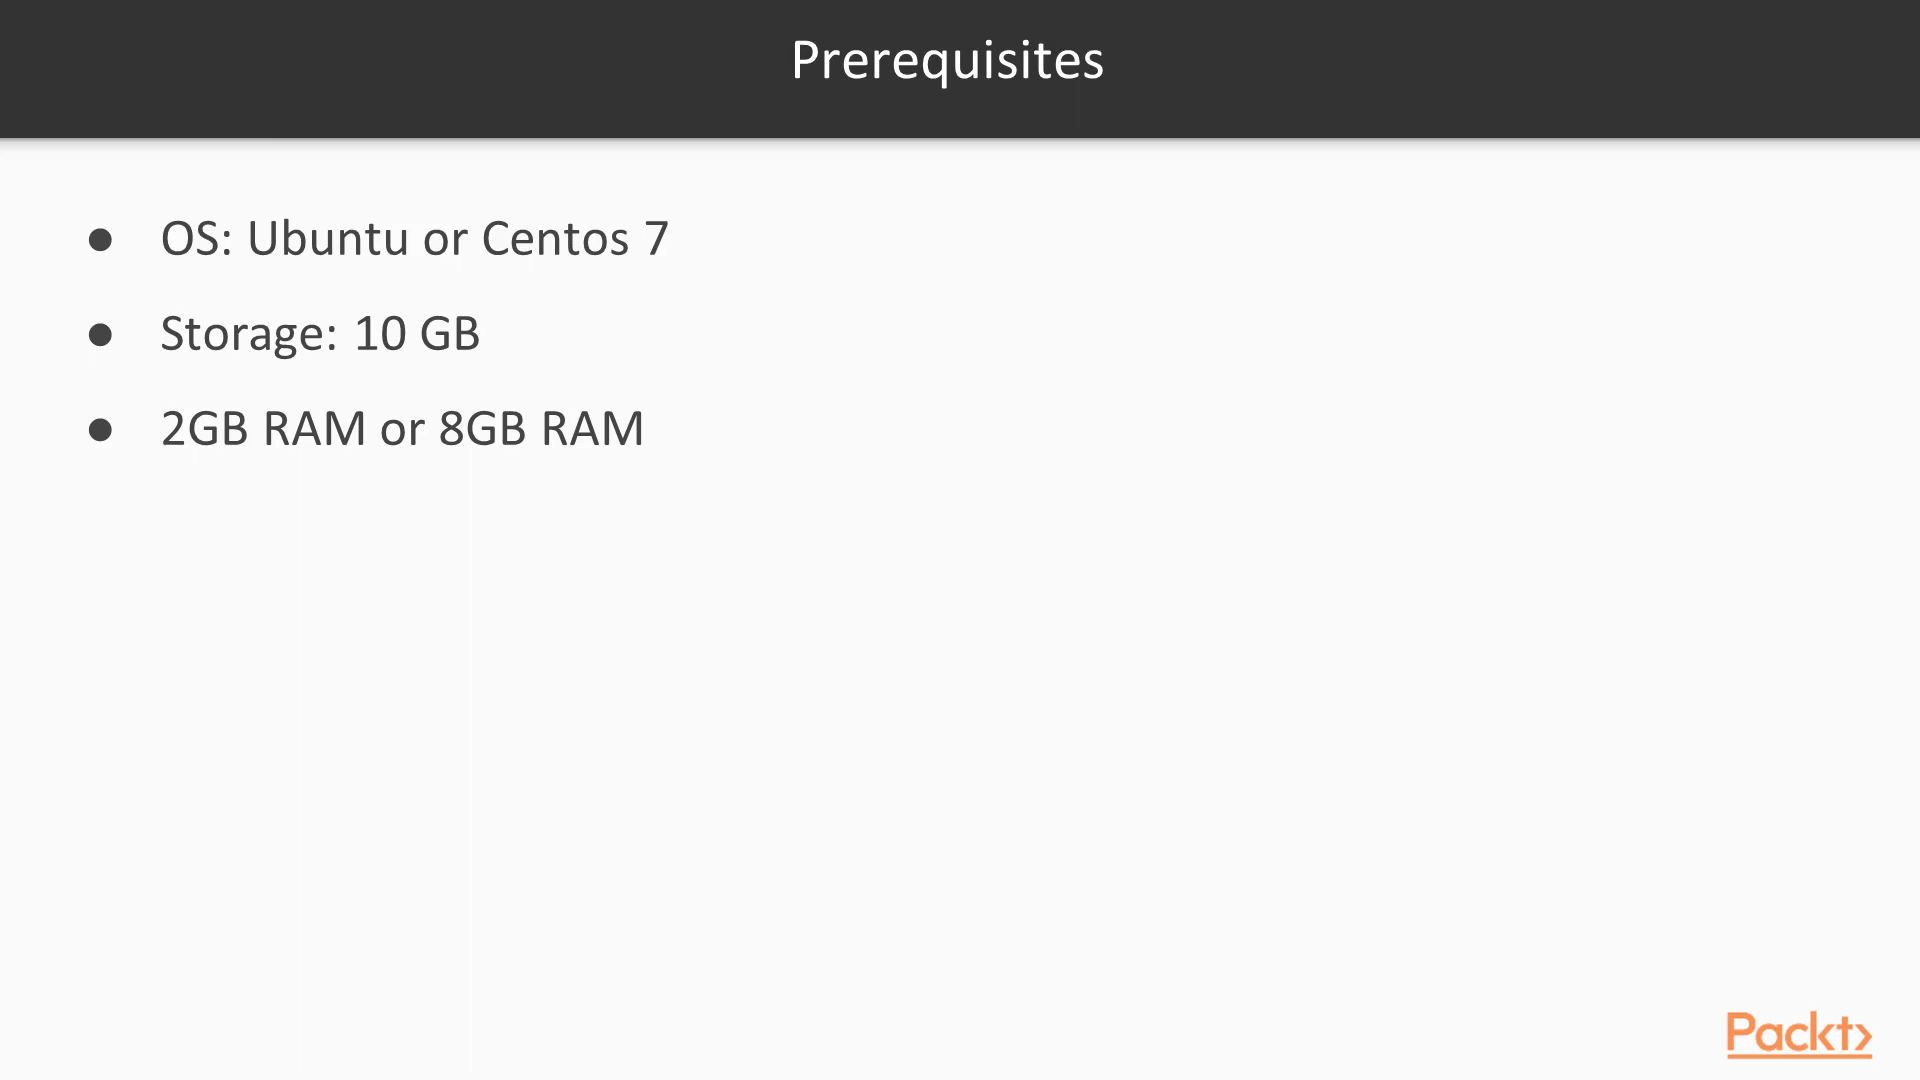 Prerequisites
● OS: Ubuntu or Centos 7
● Storage: 10 GB
● 2GB RAM or 8GB RAM
Packt>